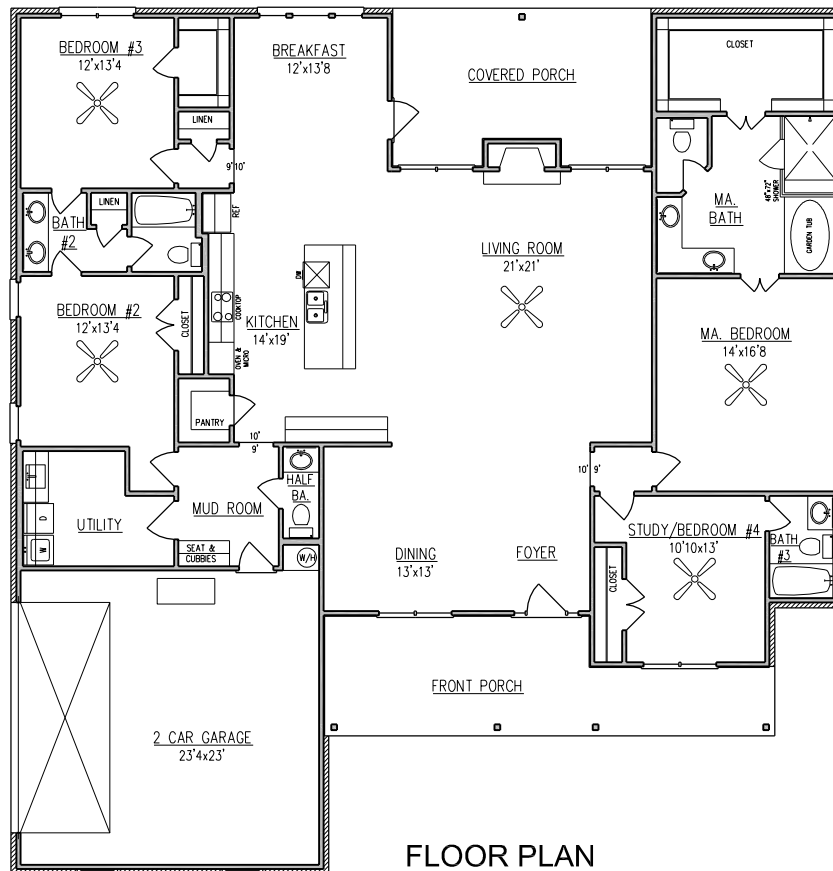 BEDROOM #3
12'x13'4
BREAKFAST
12'x13'8
COVERED PORCH
CLOSET
LINEN
9'
10'
48"x72"
SHOWER
LINEN
BATH
#2
REF
MA.
BATH
GARDEN TUB
LIVING ROOM
21'x21'
DW
BEDROOM #2
12'x13'4
CLOSET
COOKTOP
KITCHEN
14'x19'
OVEN &
MICRO
MA. BEDROOM
14'x16'8
PANTRY
10'
9'
10'
9'
HALF
BA.
MUD ROOM
UTILITY
D
W
SEAT &
CUBBIES
W/H
DINING
13'x13'
FOYER
STUDY/BEDROOM #4
10'10x13'
BATH
#3
CLOSET
FRONT PORCH
2 CAR GARAGE
23'4x23'
FLOOR PLAN